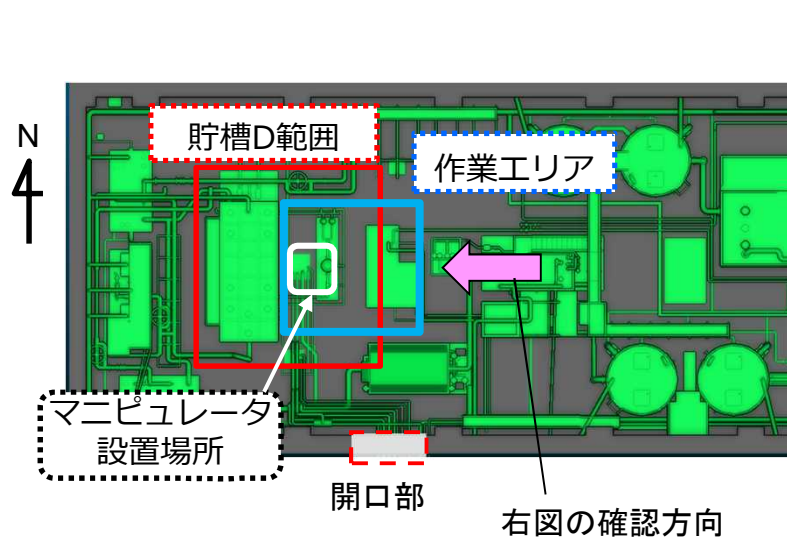 N
貯槽D範囲
作業エリア
マニピュレータ
設置場所
開口部
右図の確認方向